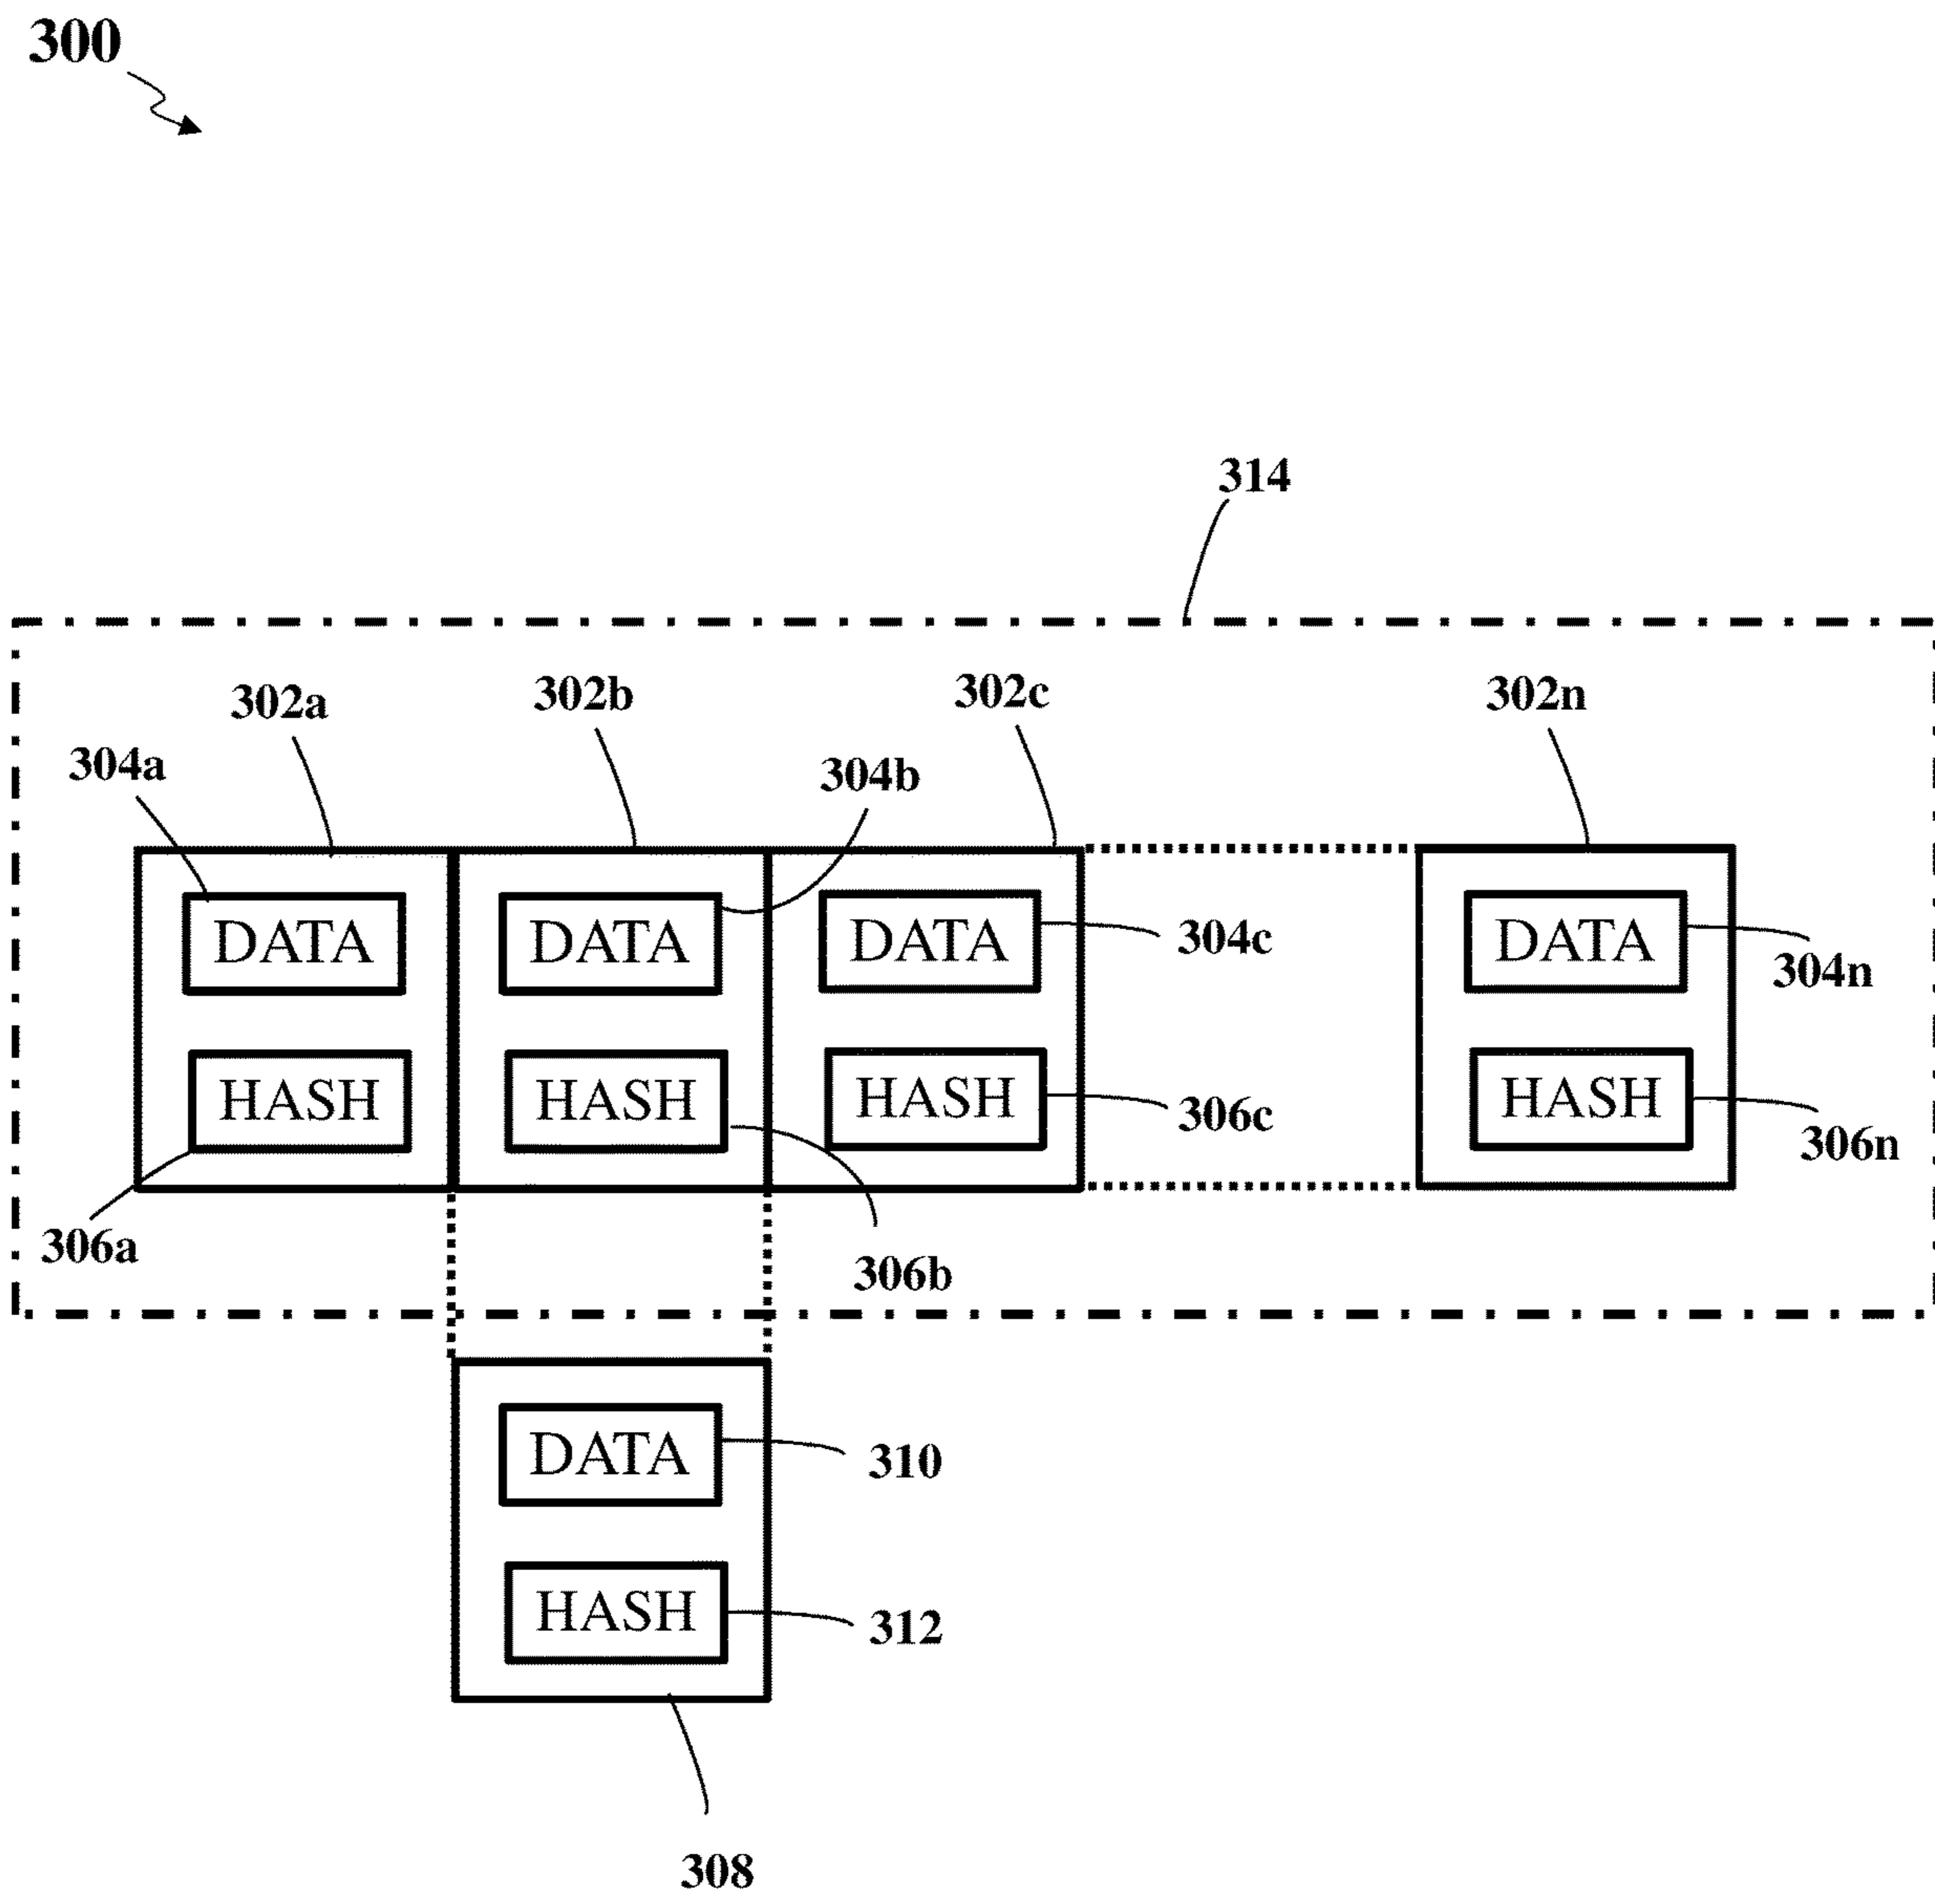 300
314
302a
302b
302c
302n
304a
304b
DATA
DATA
DATA
304c
DATA
304n
HASH
HASH
HASH
306c
HASH
306n
306a
306b
DATA
310
HASH
312
308